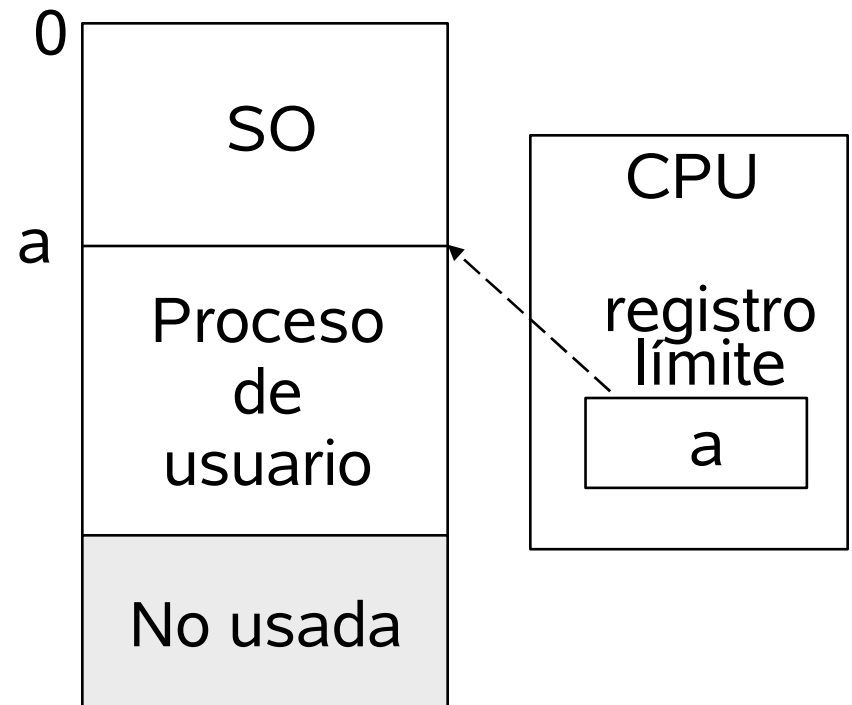 0
SO
a
Proceso
de
usuario
No usada
CPU
registro
límite
a